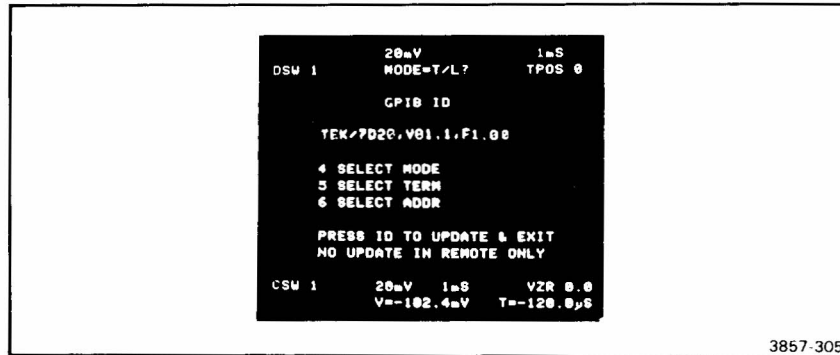 20mV 1mS
DSW 1 MODE=T/L? TPOS 0
GPIB ID
TEK/7D20,V81.1,F1.00
4 SELECT MODE
5 SELECT TERM
6 SELECT ADDR
PRESS ID TO UPDATE & EXIT
NO UPDATE IN REMOTE ONLY
CSW 1 20mV 1mS VZR 0.0
V=-102.4mV T=-120.0µS
3857-305